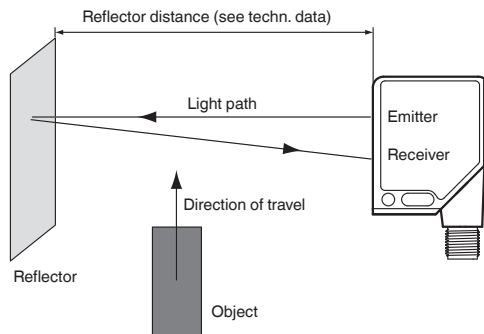 Reflector distance (see techn. data)
Light path
Emitter
Receiver
Direction of travel
Reflector
Object